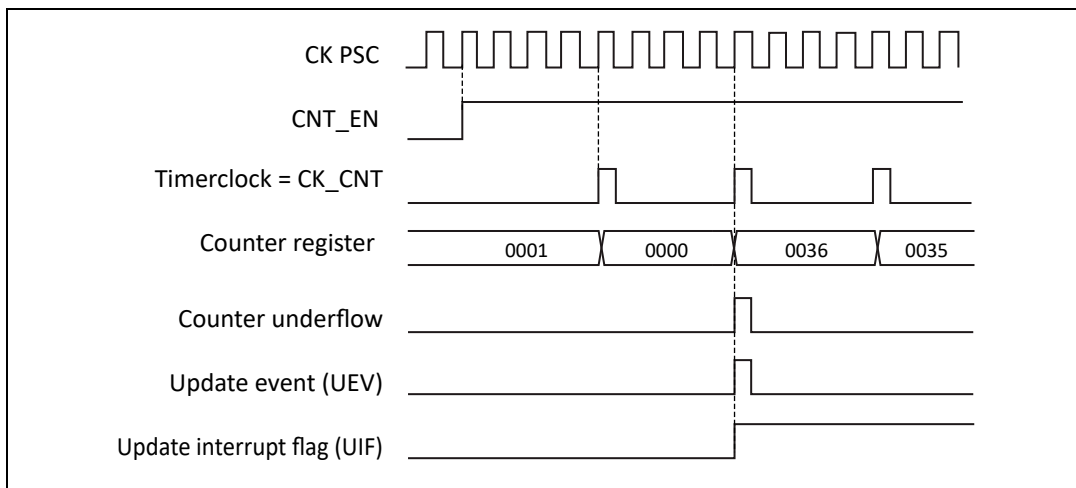 CK PSC
CNT_EN
Timerclock = CK_CNT
Counter register
0001 0000 0036 0035
Counter underflow
Update event (UEV)
Update interrupt flag (UIF)